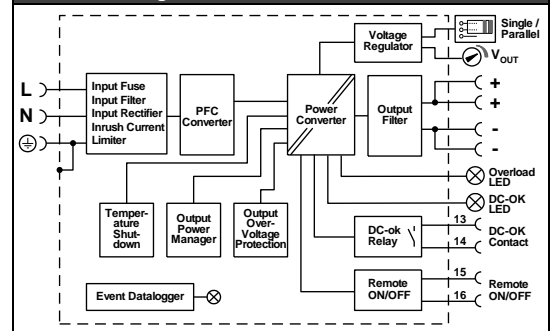 Single /
Parallel
Voltage
Regulator
VOUT
L
N
Input Fuse
Input Filter
Input Rectifier
Inrush Current
Limiter
PFC
Converter
Power
Converter
Output
Filter
+
+
-
-
Overload
LED
DC-OK
LED
Temper-
ature
Shut-
down
Output
Power
Manager
Output
Over-
Voltage
Protection
DC-ok
Relay
13
14
DC-OK
Contact
Event Datalogger
Remote
ON/OFF
15
16
Remote
ON/OFF